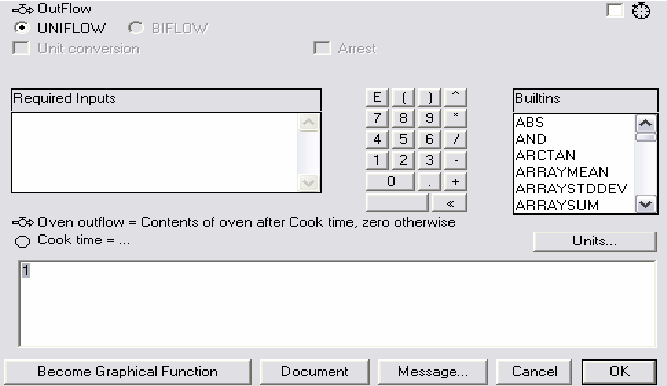 OutFlow
UNIFLOW BIFLOW
Unit conversion Arrest
Required Inputs
E ( ) ^
7 8 9 *
4 5 6 /
1 2 3 -
0 . +
«
Builtins
ABS
AND
ARCTAN
ARRAYMEAN
ARRAYSTDDEV
ARRAYSUM
Oven outflow = Contents of oven after Cook time, zero otherwise
Cook time = ...
Units...
1
Become Graphical Function Document Message... Cancel OK